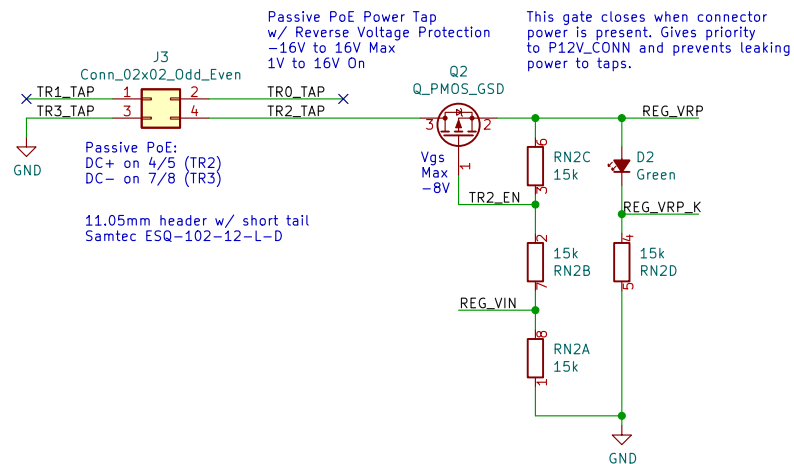 Passive PoE Power Tap
w/ Reverse Voltage Protection
-16V to 16V Max
1V to 16V On
This gate closes when connector
power is present. Gives priority
to P12V_CONN and prevents leaking
power to taps.
J3
Conn_02x02_Odd_Even
TR1_TAP 1 2 TR0_TAP
TR3_TAP 3 4 TR2_TAP
GND
Passive PoE:
DC+ on 4/5 (TR2)
DC- on 7/8 (TR3)
11.05mm header w/ short tail
Samtec ESQ-102-12-L-D
Q2
Q_PMOS_GSD
3 2
1
Vgs
Max
-8V
TR2_EN
REG_VRP
6
RN2C
15k
3
D2
Green
REG_VRP_K
2
15k
RN2B
7
4
15k
RN2D
5
REG_VIN
8
RN2A
15k
1
GND